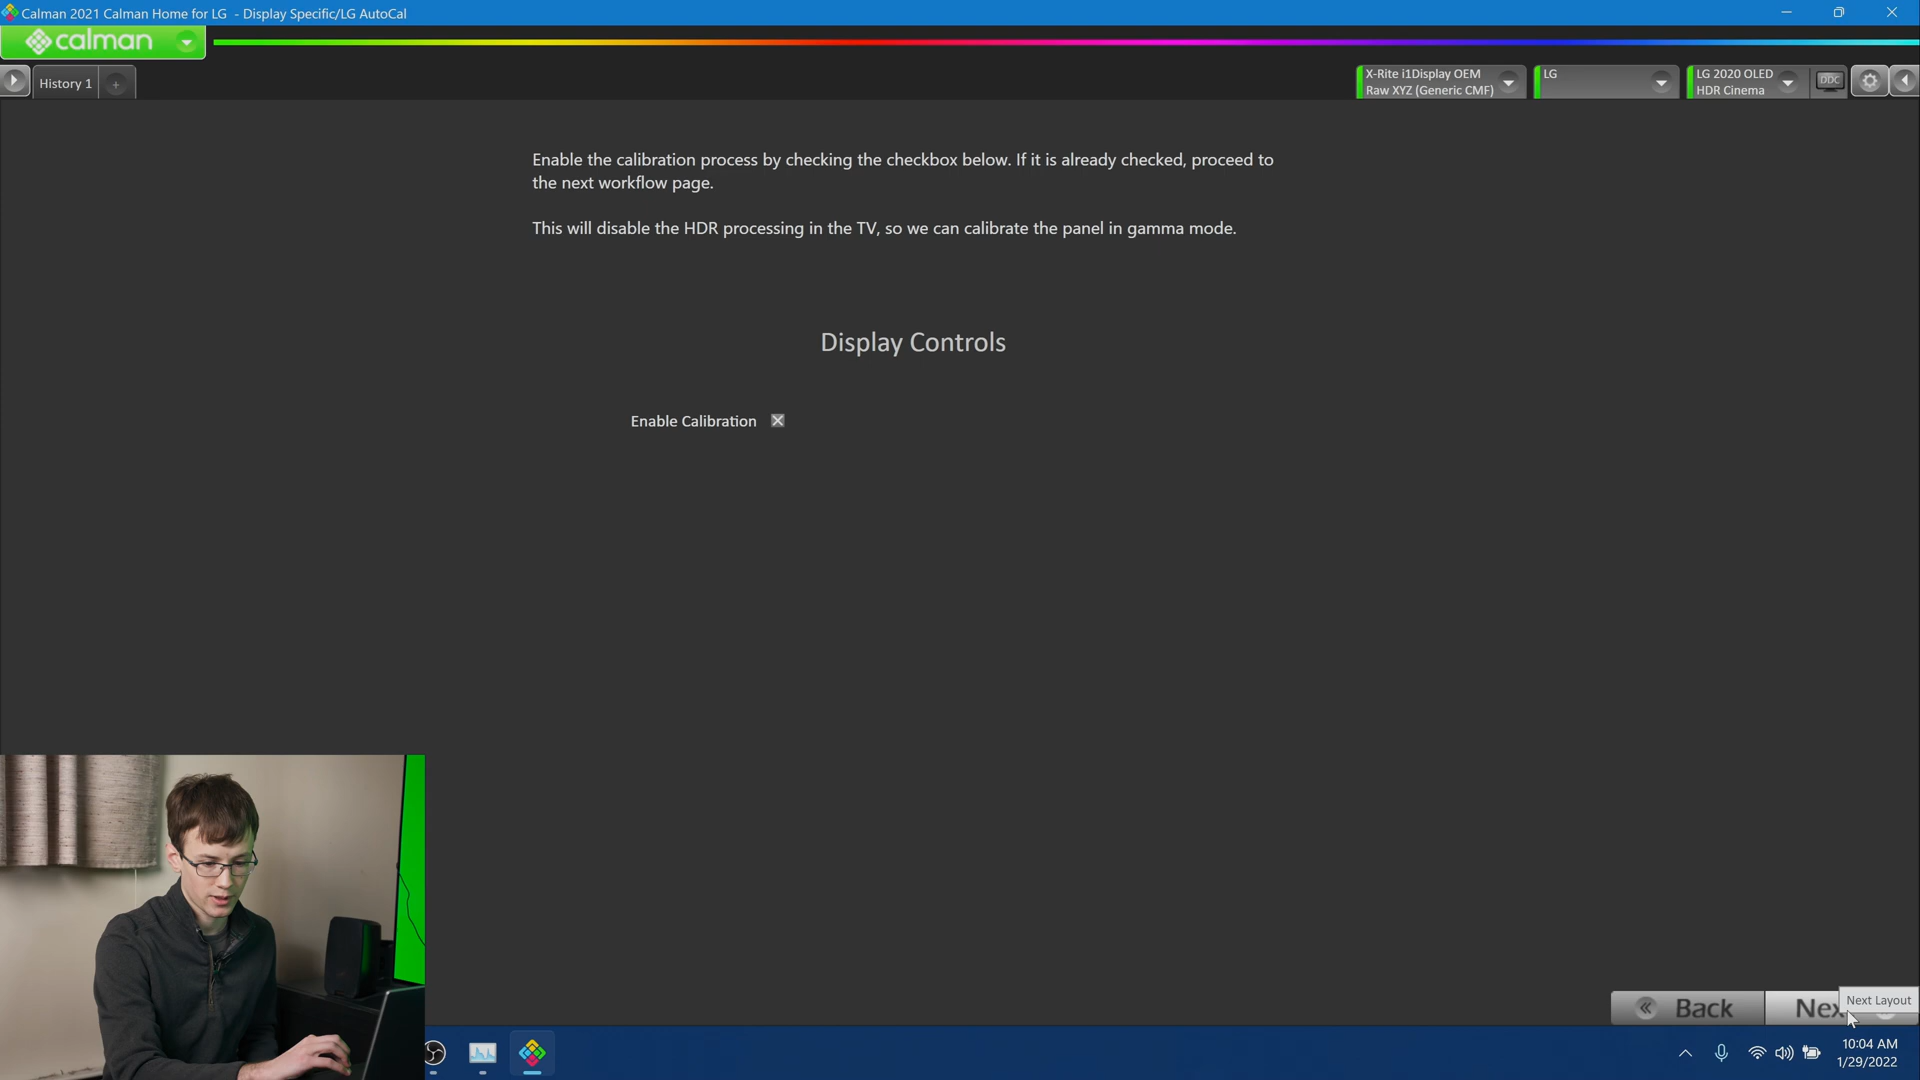 Calman 2021 Calman Home for LG - Display Specific/LG AutoCal
calman
History 1
+
X-Rite i1Display OEM
Raw XYZ (Generic CMF)
LG
LG 2020 OLED
HDR Cinema
DDC
Enable the calibration process by checking the checkbox below. If it is already checked, proceed to
the next workflow page.
This will disable the HDR processing in the TV, so we can calibrate the panel in gamma mode.
Display Controls
Enable Calibration
Back
Nex
Next Layout
10:04 AM
1/29/2022